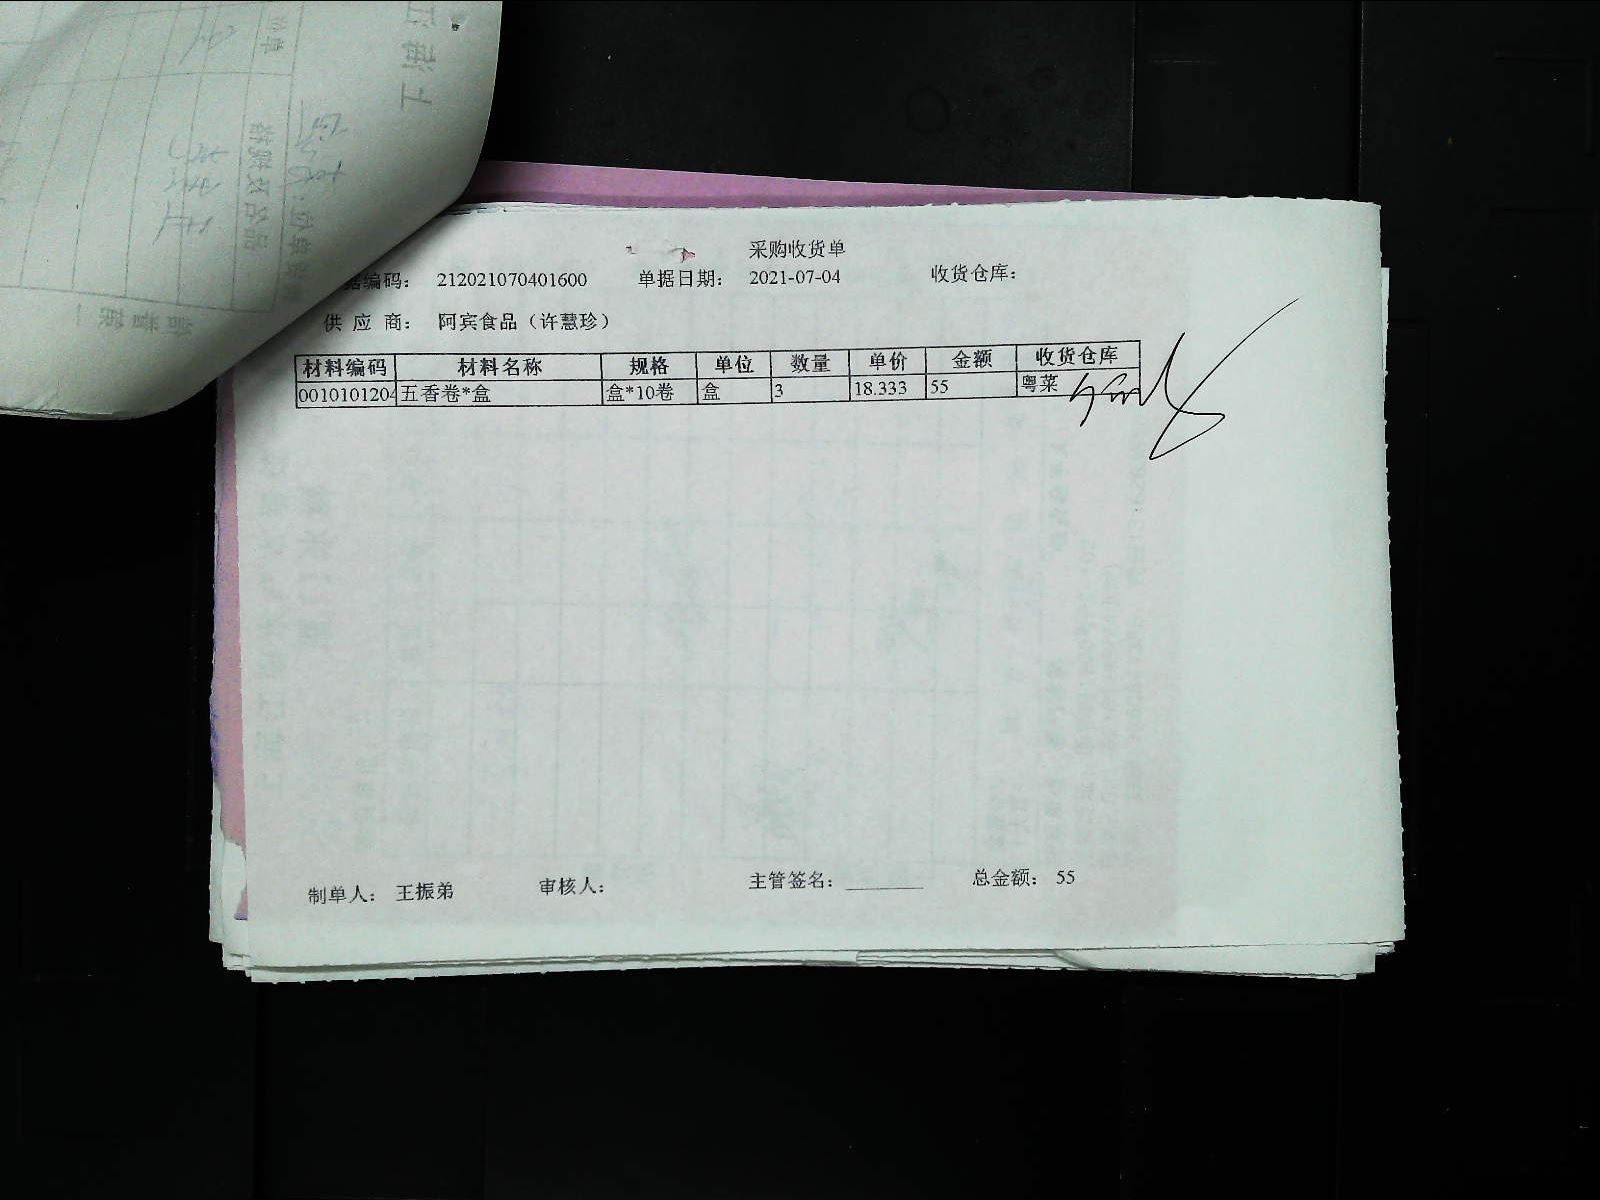 采购收货单
据编码： 212021070401600 单据日期： 2021-07-04 收货仓库：
供 应 商： 阿宾食品（许慧珍）
材料编码 材料名称 规格 单位 数量 单价 金额 收货仓库
0010101204 五香卷*盒 盒*10卷 盒 3 18.333 55 粤菜
制单人： 王振弟 审核人： 主管签名：________ 总金额： 55